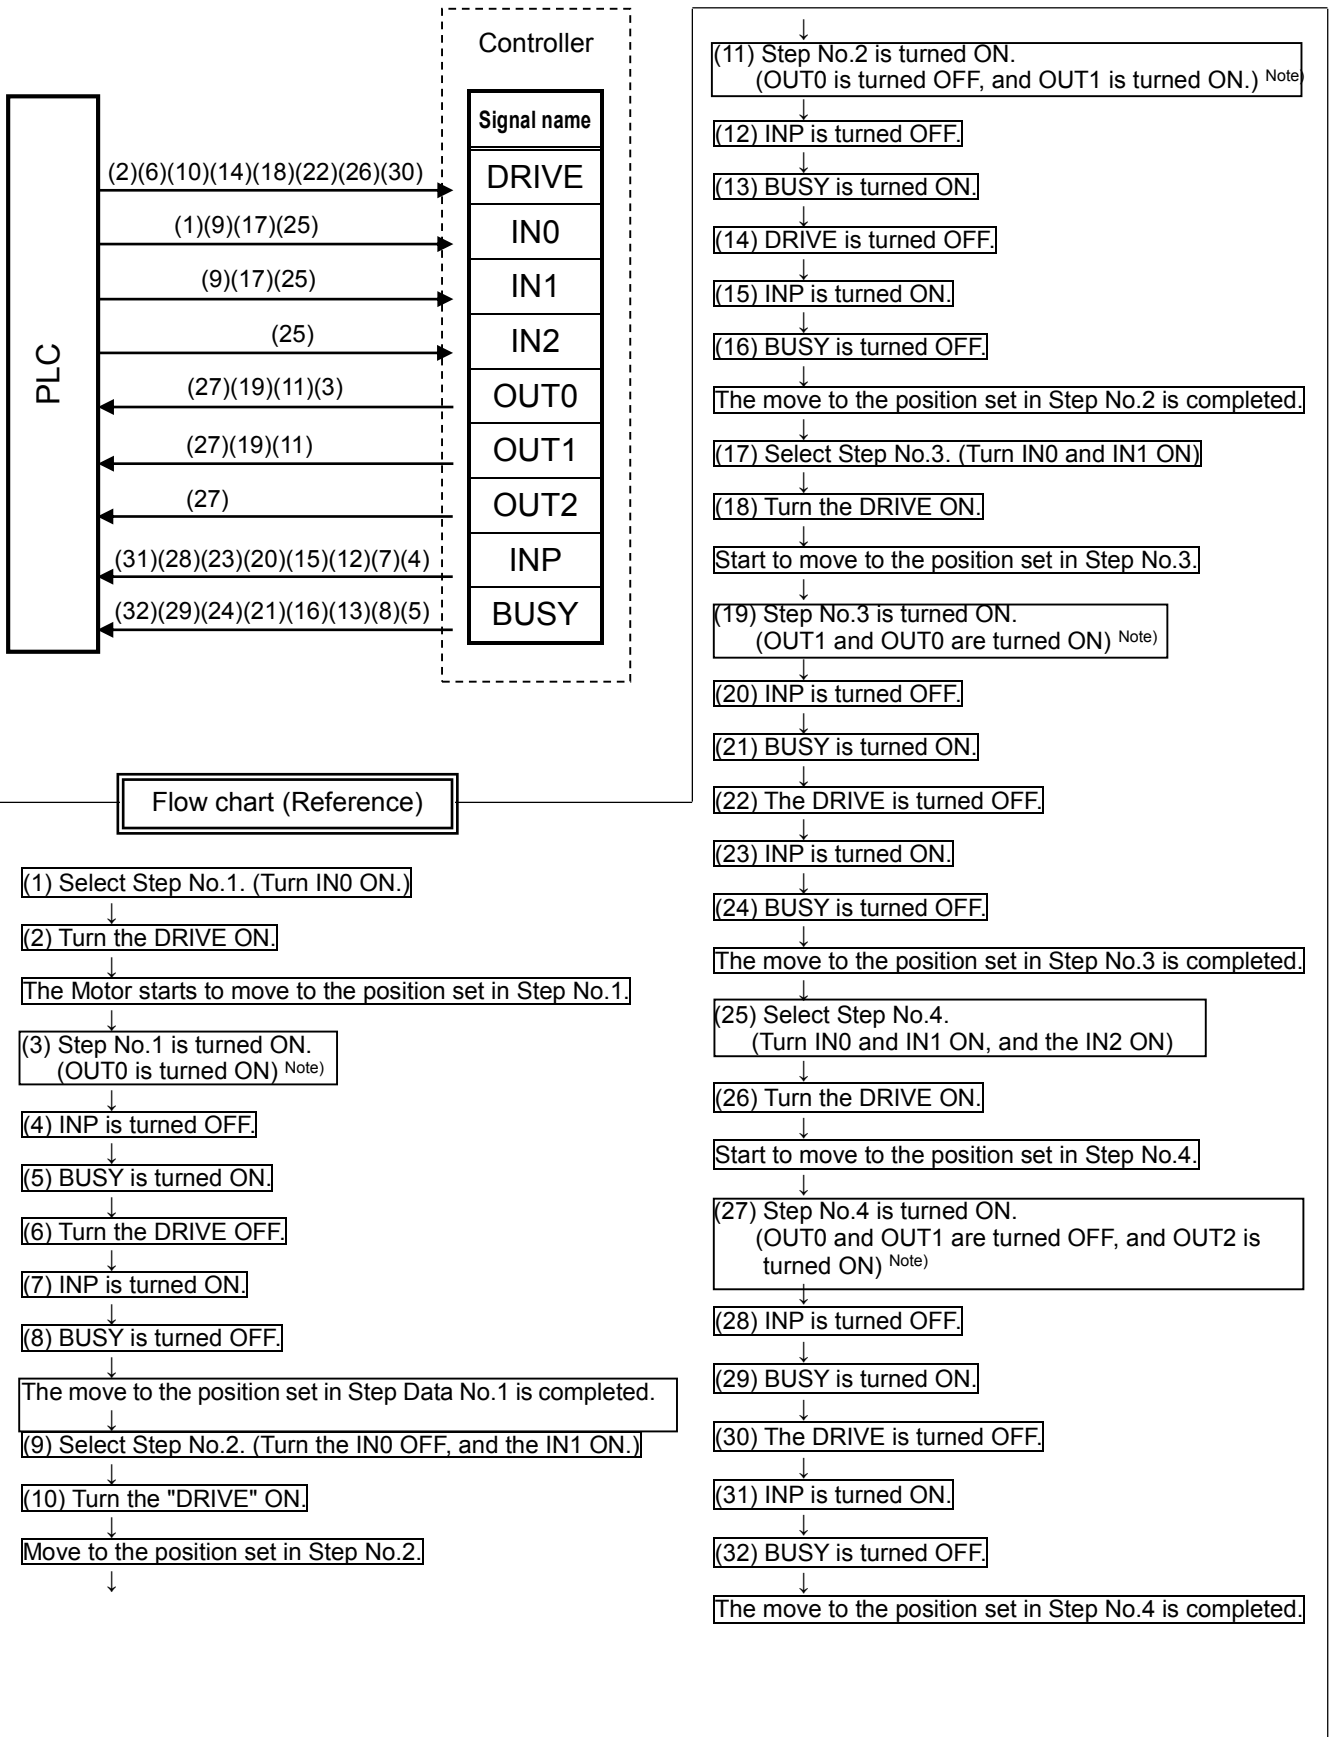 Controller
Signal name
PLC
(2)(6)(10)(14)(18)(22)(26)(30)
DRIVE
(1)(9)(17)(25)
IN0
(9)(17)(25)
IN1
(25)
IN2
(27)(19)(11)(3)
OUT0
(27)(19)(11)
OUT1
(27)
OUT2
(31)(28)(23)(20)(15)(12)(7)(4)
INP
(32)(29)(24)(21)(16)(13)(8)(5)
BUSY
Flow chart (Reference)
(1) Select Step No.1. (Turn IN0 ON.)
↓
(2) Turn the DRIVE ON.
↓
The Motor starts to move to the position set in Step No.1.
↓
(3) Step No.1 is turned ON.
(OUT0 is turned ON) Note)
↓
(4) INP is turned OFF.
↓
(5) BUSY is turned ON.
↓
(6) Turn the DRIVE OFF.
↓
(7) INP is turned ON.
↓
(8) BUSY is turned OFF.
↓
The move to the position set in Step Data No.1 is completed.
↓
(9) Select Step No.2. (Turn the IN0 OFF, and the IN1 ON.)
↓
(10) Turn the "DRIVE" ON.
↓
Move to the position set in Step No.2.
↓
↓
(11) Step No.2 is turned ON.
(OUT0 is turned OFF, and OUT1 is turned ON.) Note)
↓
(12) INP is turned OFF.
↓
(13) BUSY is turned ON.
↓
(14) DRIVE is turned OFF.
↓
(15) INP is turned ON.
↓
(16) BUSY is turned OFF.
↓
The move to the position set in Step No.2 is completed.
↓
(17) Select Step No.3. (Turn IN0 and IN1 ON)
↓
(18) Turn the DRIVE ON.
↓
Start to move to the position set in Step No.3.
↓
(19) Step No.3 is turned ON.
(OUT1 and OUT0 are turned ON) Note)
↓
(20) INP is turned OFF.
↓
(21) BUSY is turned ON.
↓
(22) The DRIVE is turned OFF.
↓
(23) INP is turned ON.
↓
(24) BUSY is turned OFF.
↓
The move to the position set in Step No.3 is completed.
↓
(25) Select Step No.4.
(Turn IN0 and IN1 ON, and the IN2 ON)
↓
(26) Turn the DRIVE ON.
↓
Start to move to the position set in Step No.4.
↓
(27) Step No.4 is turned ON.
(OUT0 and OUT1 are turned OFF, and OUT2 is
turned ON) Note)
↓
(28) INP is turned OFF.
↓
(29) BUSY is turned ON.
↓
(30) The DRIVE is turned OFF.
↓
(31) INP is turned ON.
↓
(32) BUSY is turned OFF.
↓
The move to the position set in Step No.4 is completed.